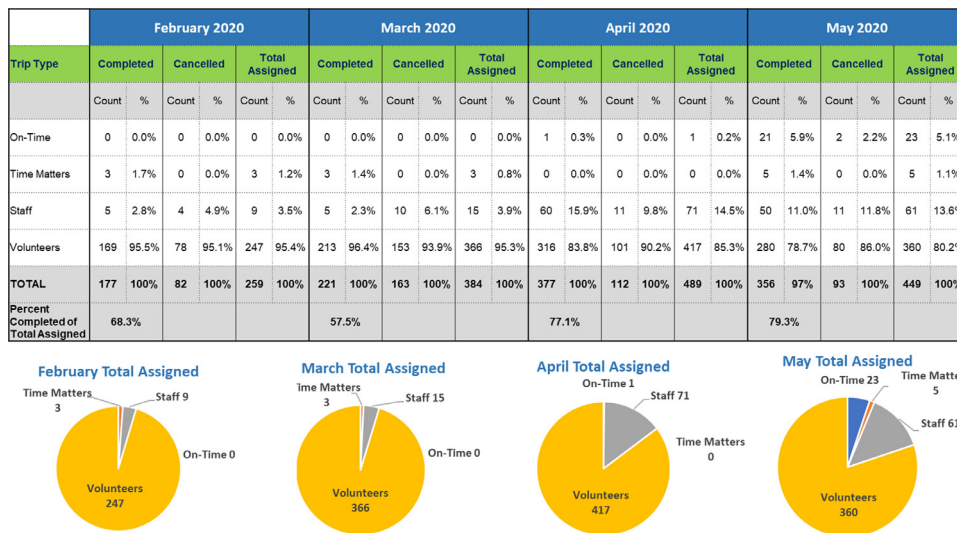 February 2020 March 2020 April 2020 May 2020
Trip Type Completed Cancelled Total Assigned Completed Cancelled Total Assigned Completed Cancelled Total Assigned Completed Cancelled Total Assigned
Count % Count % Count % Count % Count % Count % Count % Count % Count % Count % Count % Count %
On-Time 0 0.0% 0 0.0% 0 0.0% 0 0.0% 0 0.0% 0 0.0% 1 0.3% 0 0.0% 1 0.2% 21 5.9% 2 2.2% 23 5.1%
Time Matters 3 1.7% 0 0.0% 3 1.2% 3 1.4% 0 0.0% 3 0.8% 0 0.0% 0 0.0% 0 0.0% 5 1.4% 0 0.0% 5 1.1%
Staff 5 2.8% 4 4.9% 9 3.5% 5 2.3% 10 6.1% 15 3.9% 60 15.9% 11 9.8% 71 14.5% 50 11.0% 11 11.8% 61 13.6%
Volunteers 169 95.5% 78 95.1% 247 95.4% 213 96.4% 153 93.9% 366 95.3% 316 83.8% 101 90.2% 417 85.3% 280 78.7% 80 86.0% 360 80.2%
TOTAL 177 100% 82 100% 259 100% 221 100% 163 100% 384 100% 377 100% 112 100% 489 100% 356 97% 93 100% 449 100%
Percent
Completed of
Total Assigned
68.3% 57.5% 77.1% 79.3%
February Total Assigned
Time Matters
3
Staff 9
On-Time 0
Volunteers
247
March Total Assigned
ime Matters
3
Staff 15
On-Time 0
Volunteers
366
April Total Assigned
On-Time 1
Staff 71
Time Matters
0
Volunteers
417
May Total Assigned
On-Time 23
Time Matte
5
Staff 61
Volunteers
360